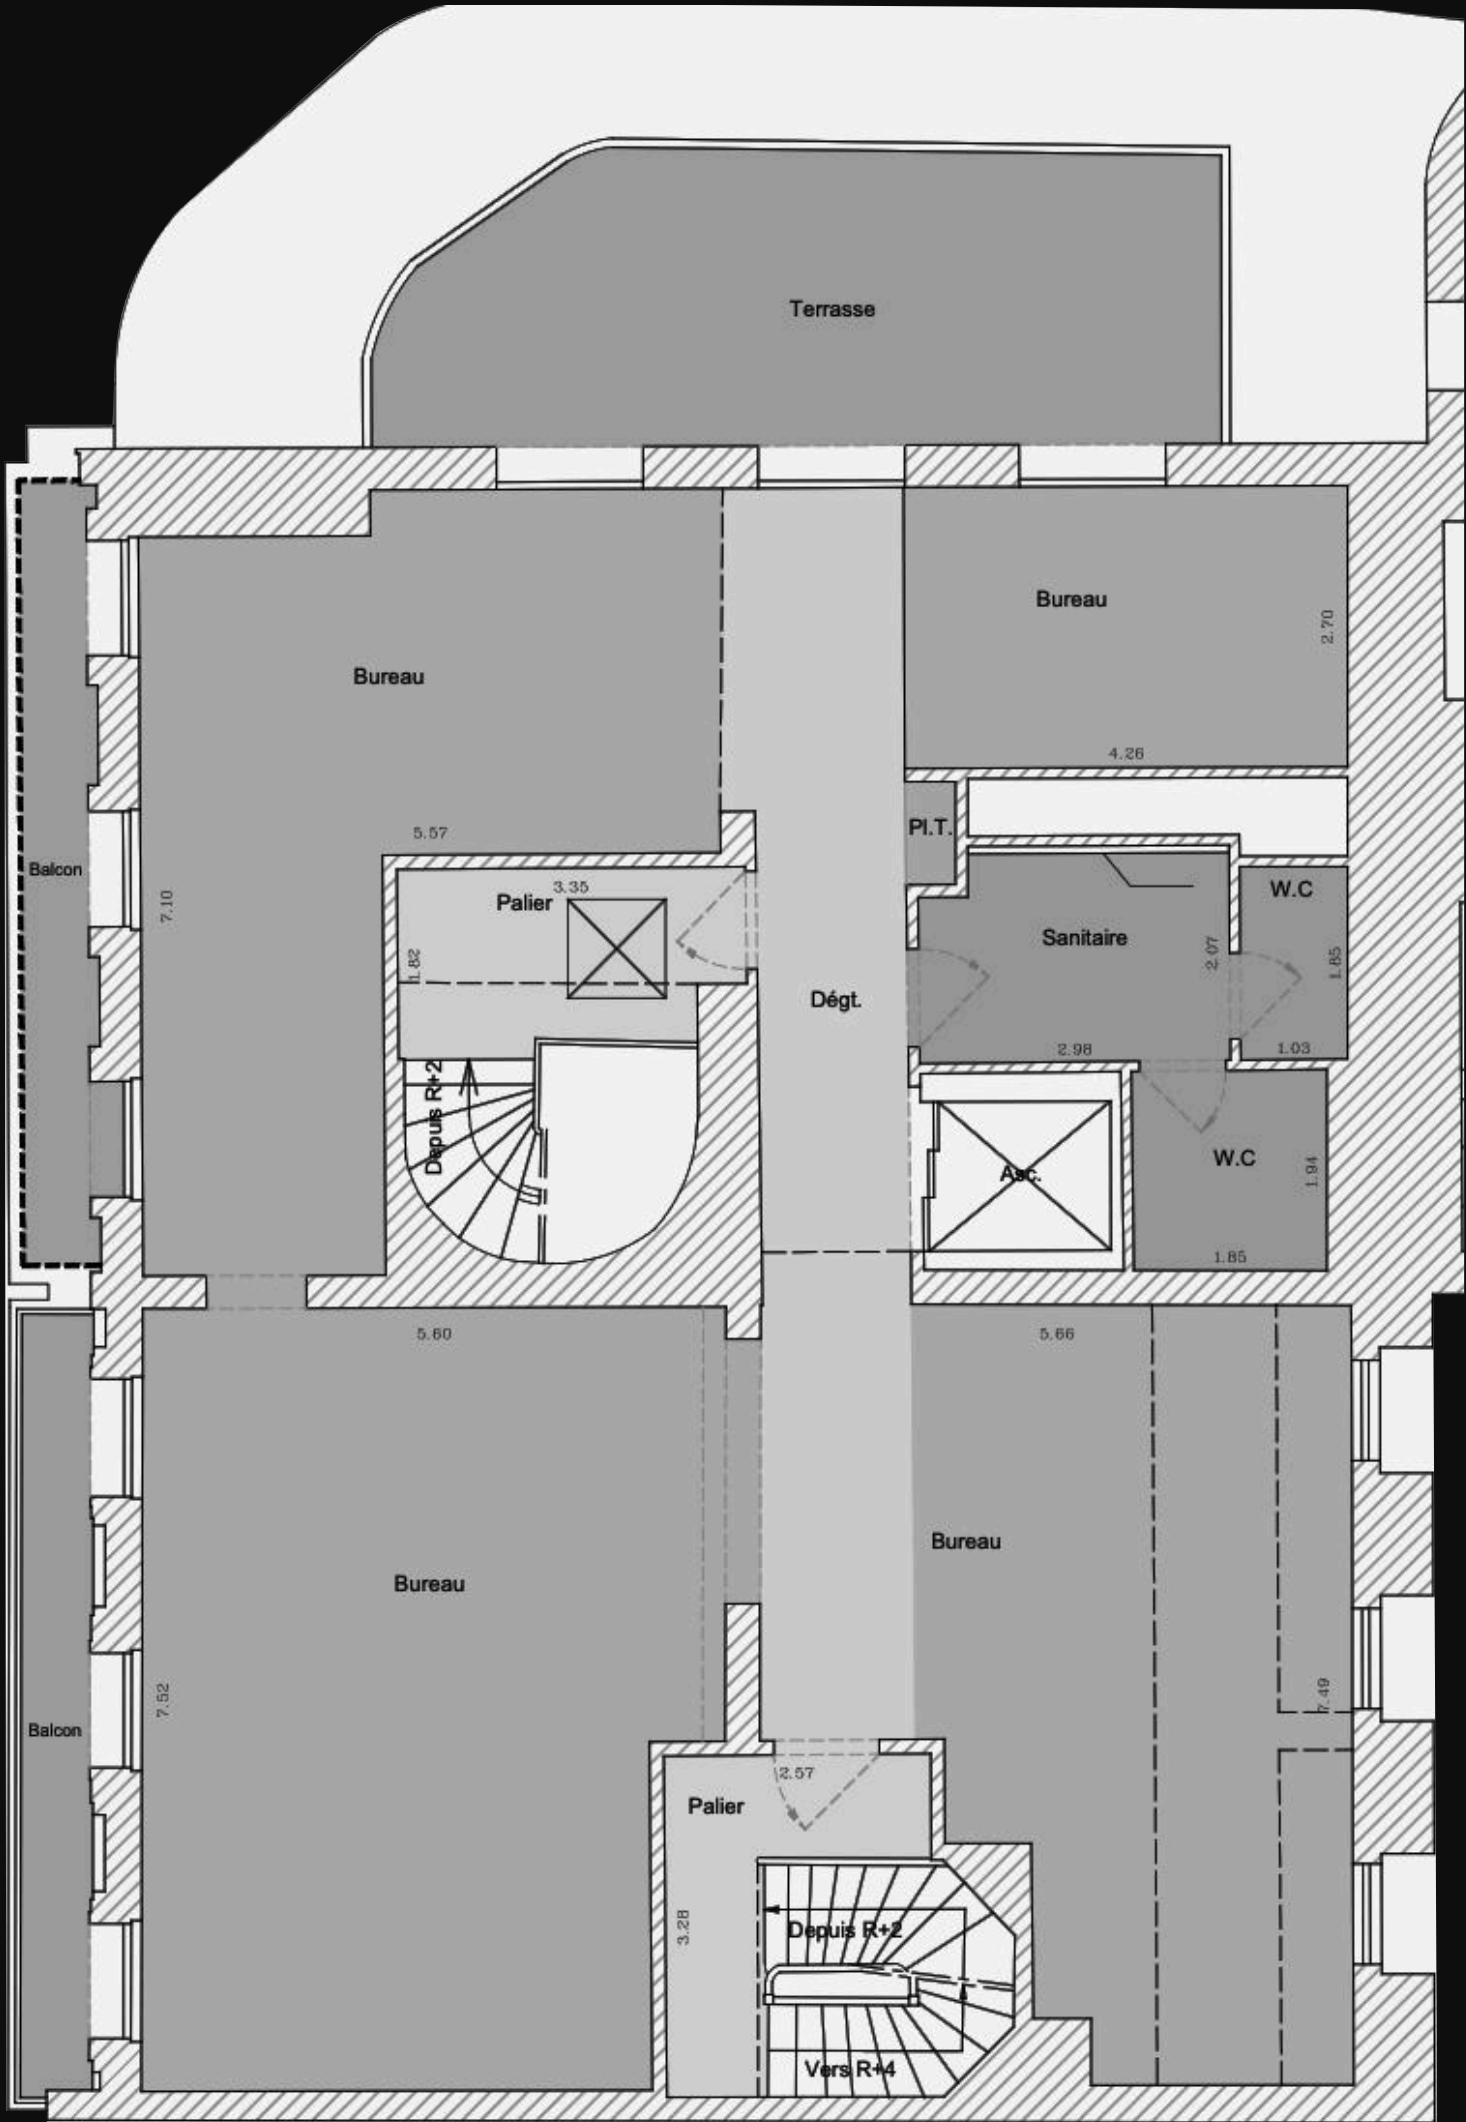 Terrasse
Bureau
2.70
4.26
Bureau
5.57
7.10
Balcon
Pl.T.
Palier
3.35
1.82
W.C
Sanitaire
2.07
1.85
2.98
1.03
Dégt.
Depuis R+2
Asc.
W.C
1.94
1.85
5.60
5.66
Bureau
Bureau
7.52
7.49
Balcon
2.57
Palier
3.28
Depuis R+2
Vers R+4